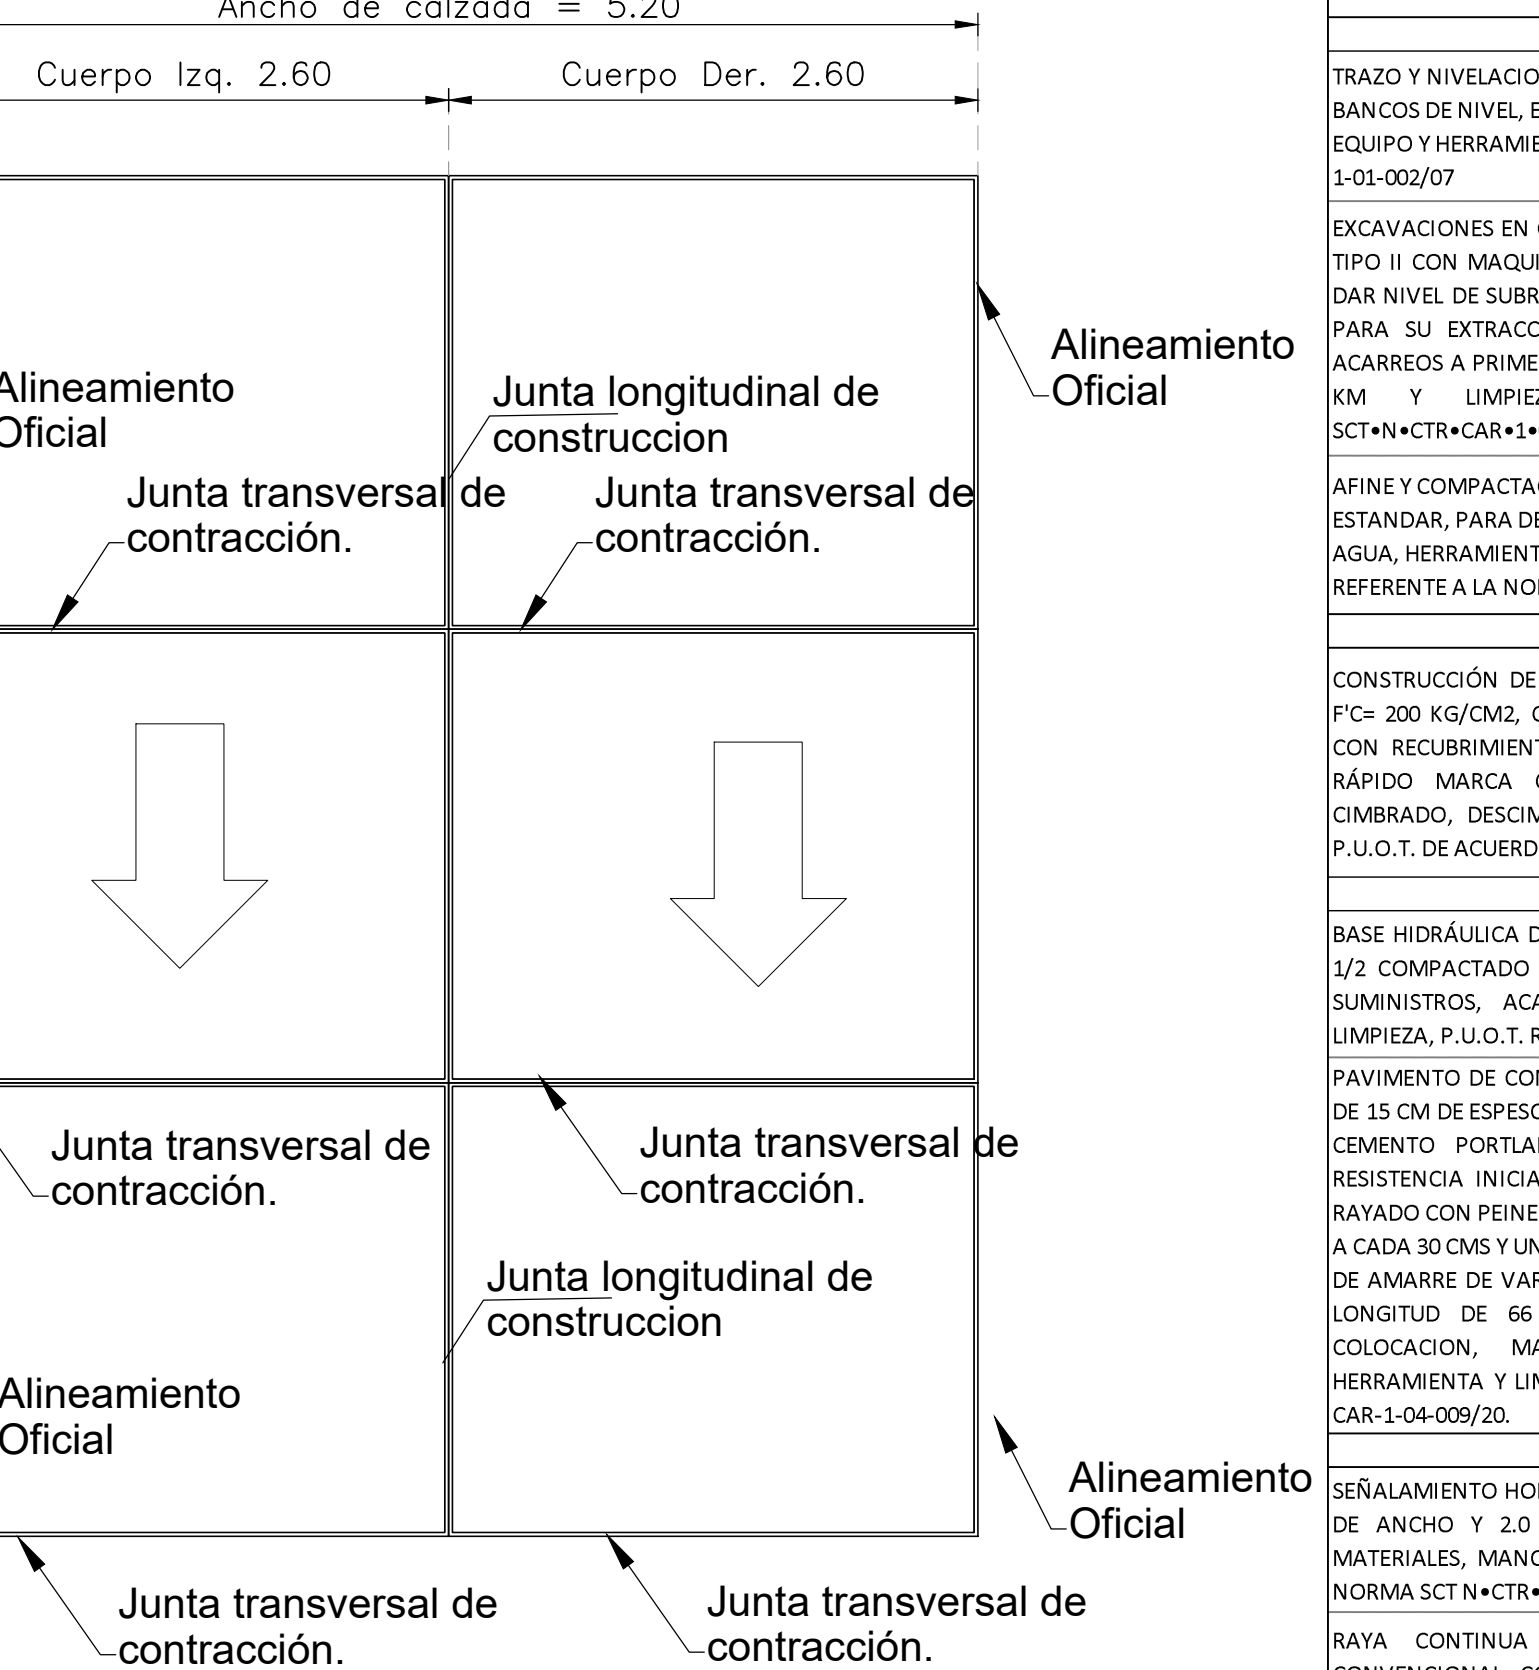 Ancho de calzada = 5.20
Cuerpo Izq. 2.60
Cuerpo Der. 2.60
Alineamiento
Oficial
Alineamiento
Oficial
Junta longitudinal de
construccion
Junta transversal de
contracción.
Junta transversal de
contracción.
Junta transversal de
contracción.
Junta transversal de
contracción.
Junta longitudinal de
construccion
Alineamiento
Oficial
Alineamiento
Oficial
Junta transversal de
contracción.
Junta transversal de
contracción.
TRAZO Y NIVELACIO
BANCOS DE NIVEL, E
EQUIPO Y HERRAMIE
1-01-002/07
EXCAVACIONES EN
TIPO II CON MAQUI
DAR NIVEL DE SUBR
PARA SU EXTRACC
ACARREOS A PRIME
KM Y LIMPIEZ
SCT•N•CTR•CAR•1•
AFINE Y COMPACTA
ESTANDAR, PARA DE
AGUA, HERRAMIENT
REFERENTE A LA NO
CONSTRUCCIÓN DE
F'C= 200 KG/CM2,
CON RECUBRIMIENT
RÁPIDO MARCA
CIMBRADO, DESCIM
P.U.O.T. DE ACUERD
BASE HIDRÁULICA D
1/2 COMPACTADO
SUMINISTROS, ACA
LIMPIEZA, P.U.O.T. R
PAVIMENTO DE CO
DE 15 CM DE ESPESO
CEMENTO PORTLA
RESISTENCIA INICIA
RAYADO CON PEINE
A CADA 30 CMS Y UN
DE AMARRE DE VAR
LONGITUD DE 66
COLOCACION, MA
HERRAMIENTA Y LIM
CAR-1-04-009/20.
SEÑALAMIENTO HO
DE ANCHO Y 2.0
MATERIALES, MANO
NORMA SCT N•CTR•
RAYA CONTINUA
CONVENCIONAL